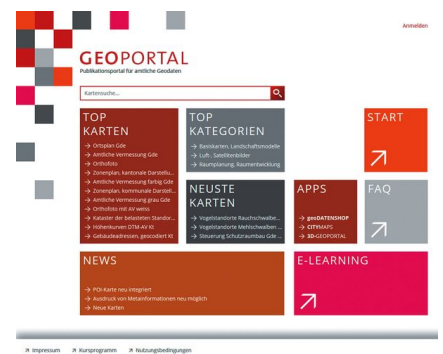 Anmelden
GEOPORTAL
Publikationsportal für amtliche Geodaten
Kartensuche...
TOP
KARTEN
→ Ortsplan Gde
→ Amtliche Vermessung Gde
→ Orthofoto
→ Zonenplan, kantonale Darstellu...
→ Amtliche Vermessung farbig Gde
→ Zonenplan, kommunale Darstell...
→ Amtliche Vermessung grau Gde
→ Orthofoto mit AV weiss
→ Kataster der belasteten Standor...
→ Höhenkurven DTM-AV Kt
→ Gebäudeadressen, geocodiert Kt
TOP
KATEGORIEN
→ Basiskarten, Landschaftsmodelle
→ Luft-, Satellitenbilder
→ Raumplanung, Raumentwicklung
START
NEUSTE
KARTEN
→ Vogelstandorte Rauchschwalbe...
→ Vogelstandorte Mehlschwalben ...
→ Steuerung Schutzraumbau Gde ...
APPS
→ geoDATENSHOP
→ CITYMAPS
→ 3D-GEOPORTAL
FAQ
NEWS
→ POI-Karte neu integriert
→ Ausdruck von Metainformationen neu möglich
→ Neue Karten
E-LEARNING
Impressum
Kursprogramm
Nutzungsbedingungen